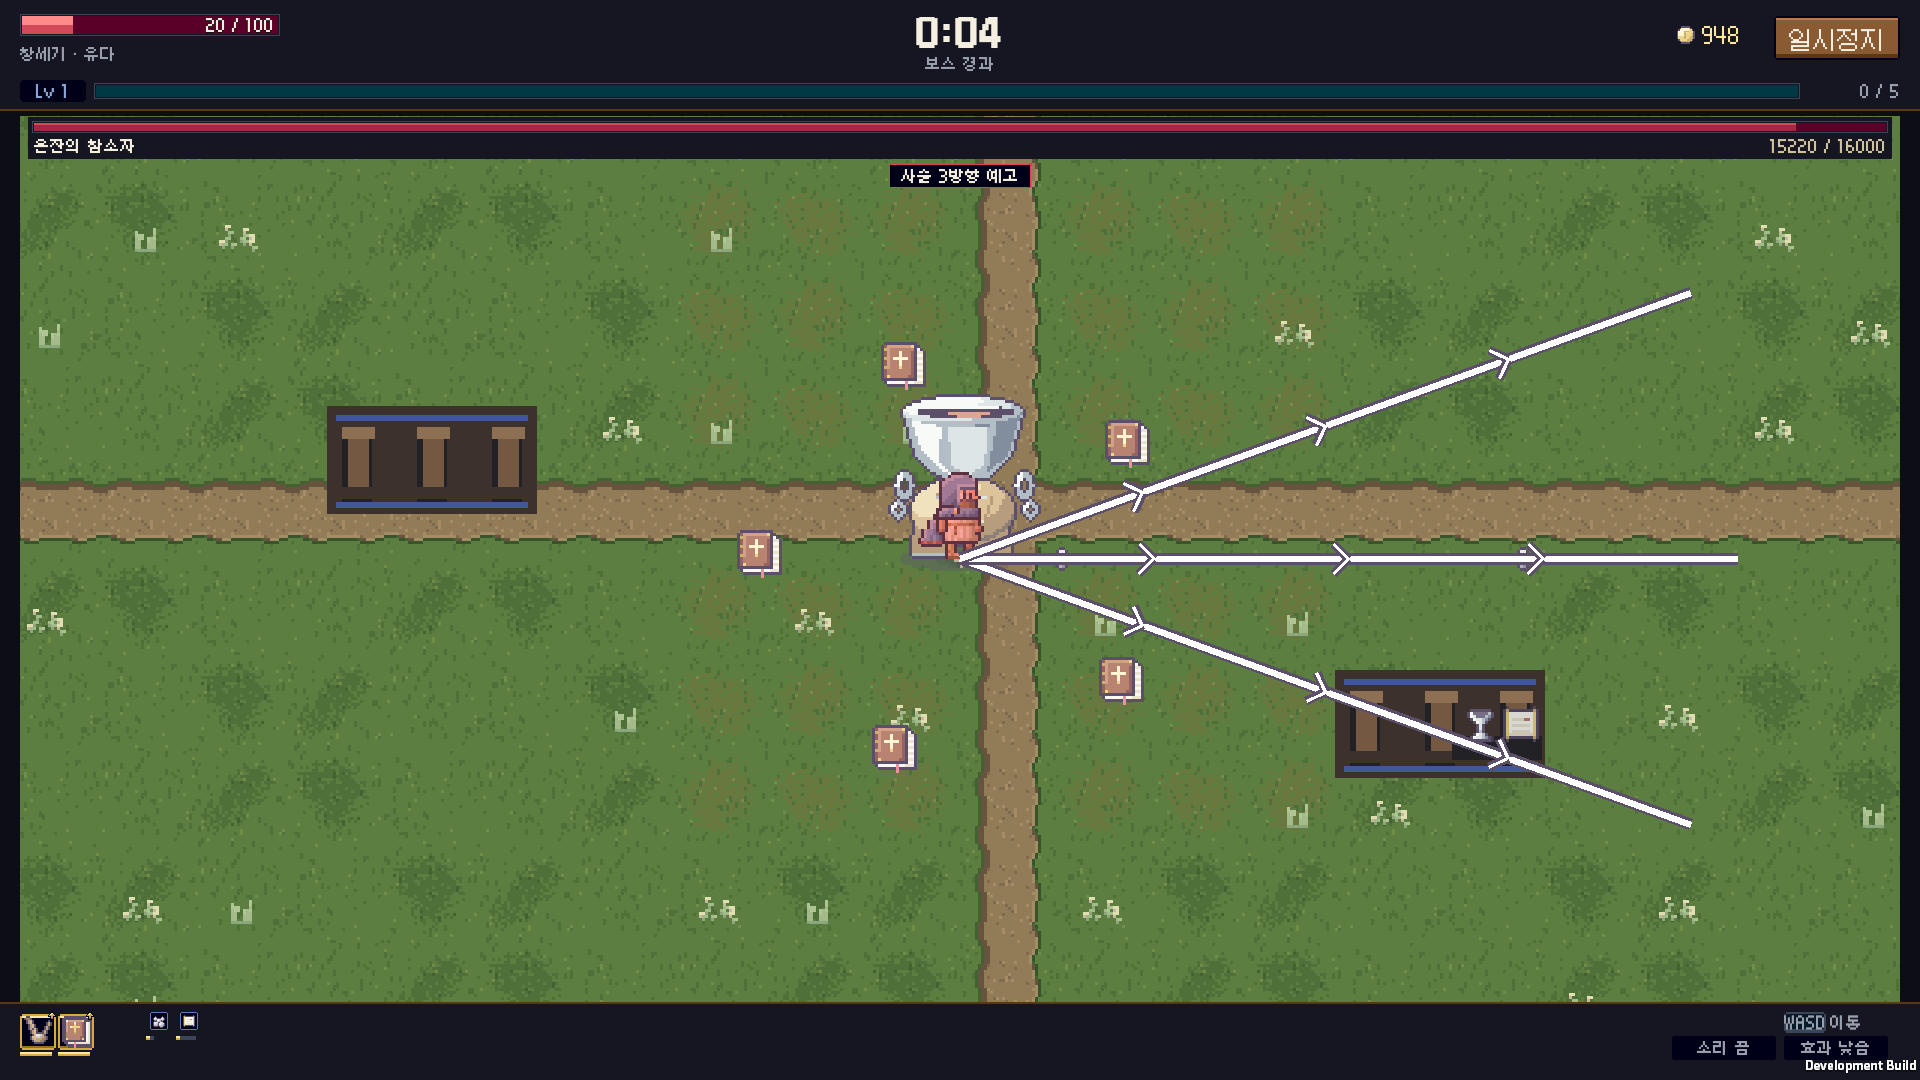 20 / 100
창세기 · 유다
0:04
보스 경과
948
일시정지
Lv 1
0 / 5
은잔의 참소자
15220 / 16000
사슬 3방향 예고
WASD 이동
소리 끔
효과 낮음
Development Build